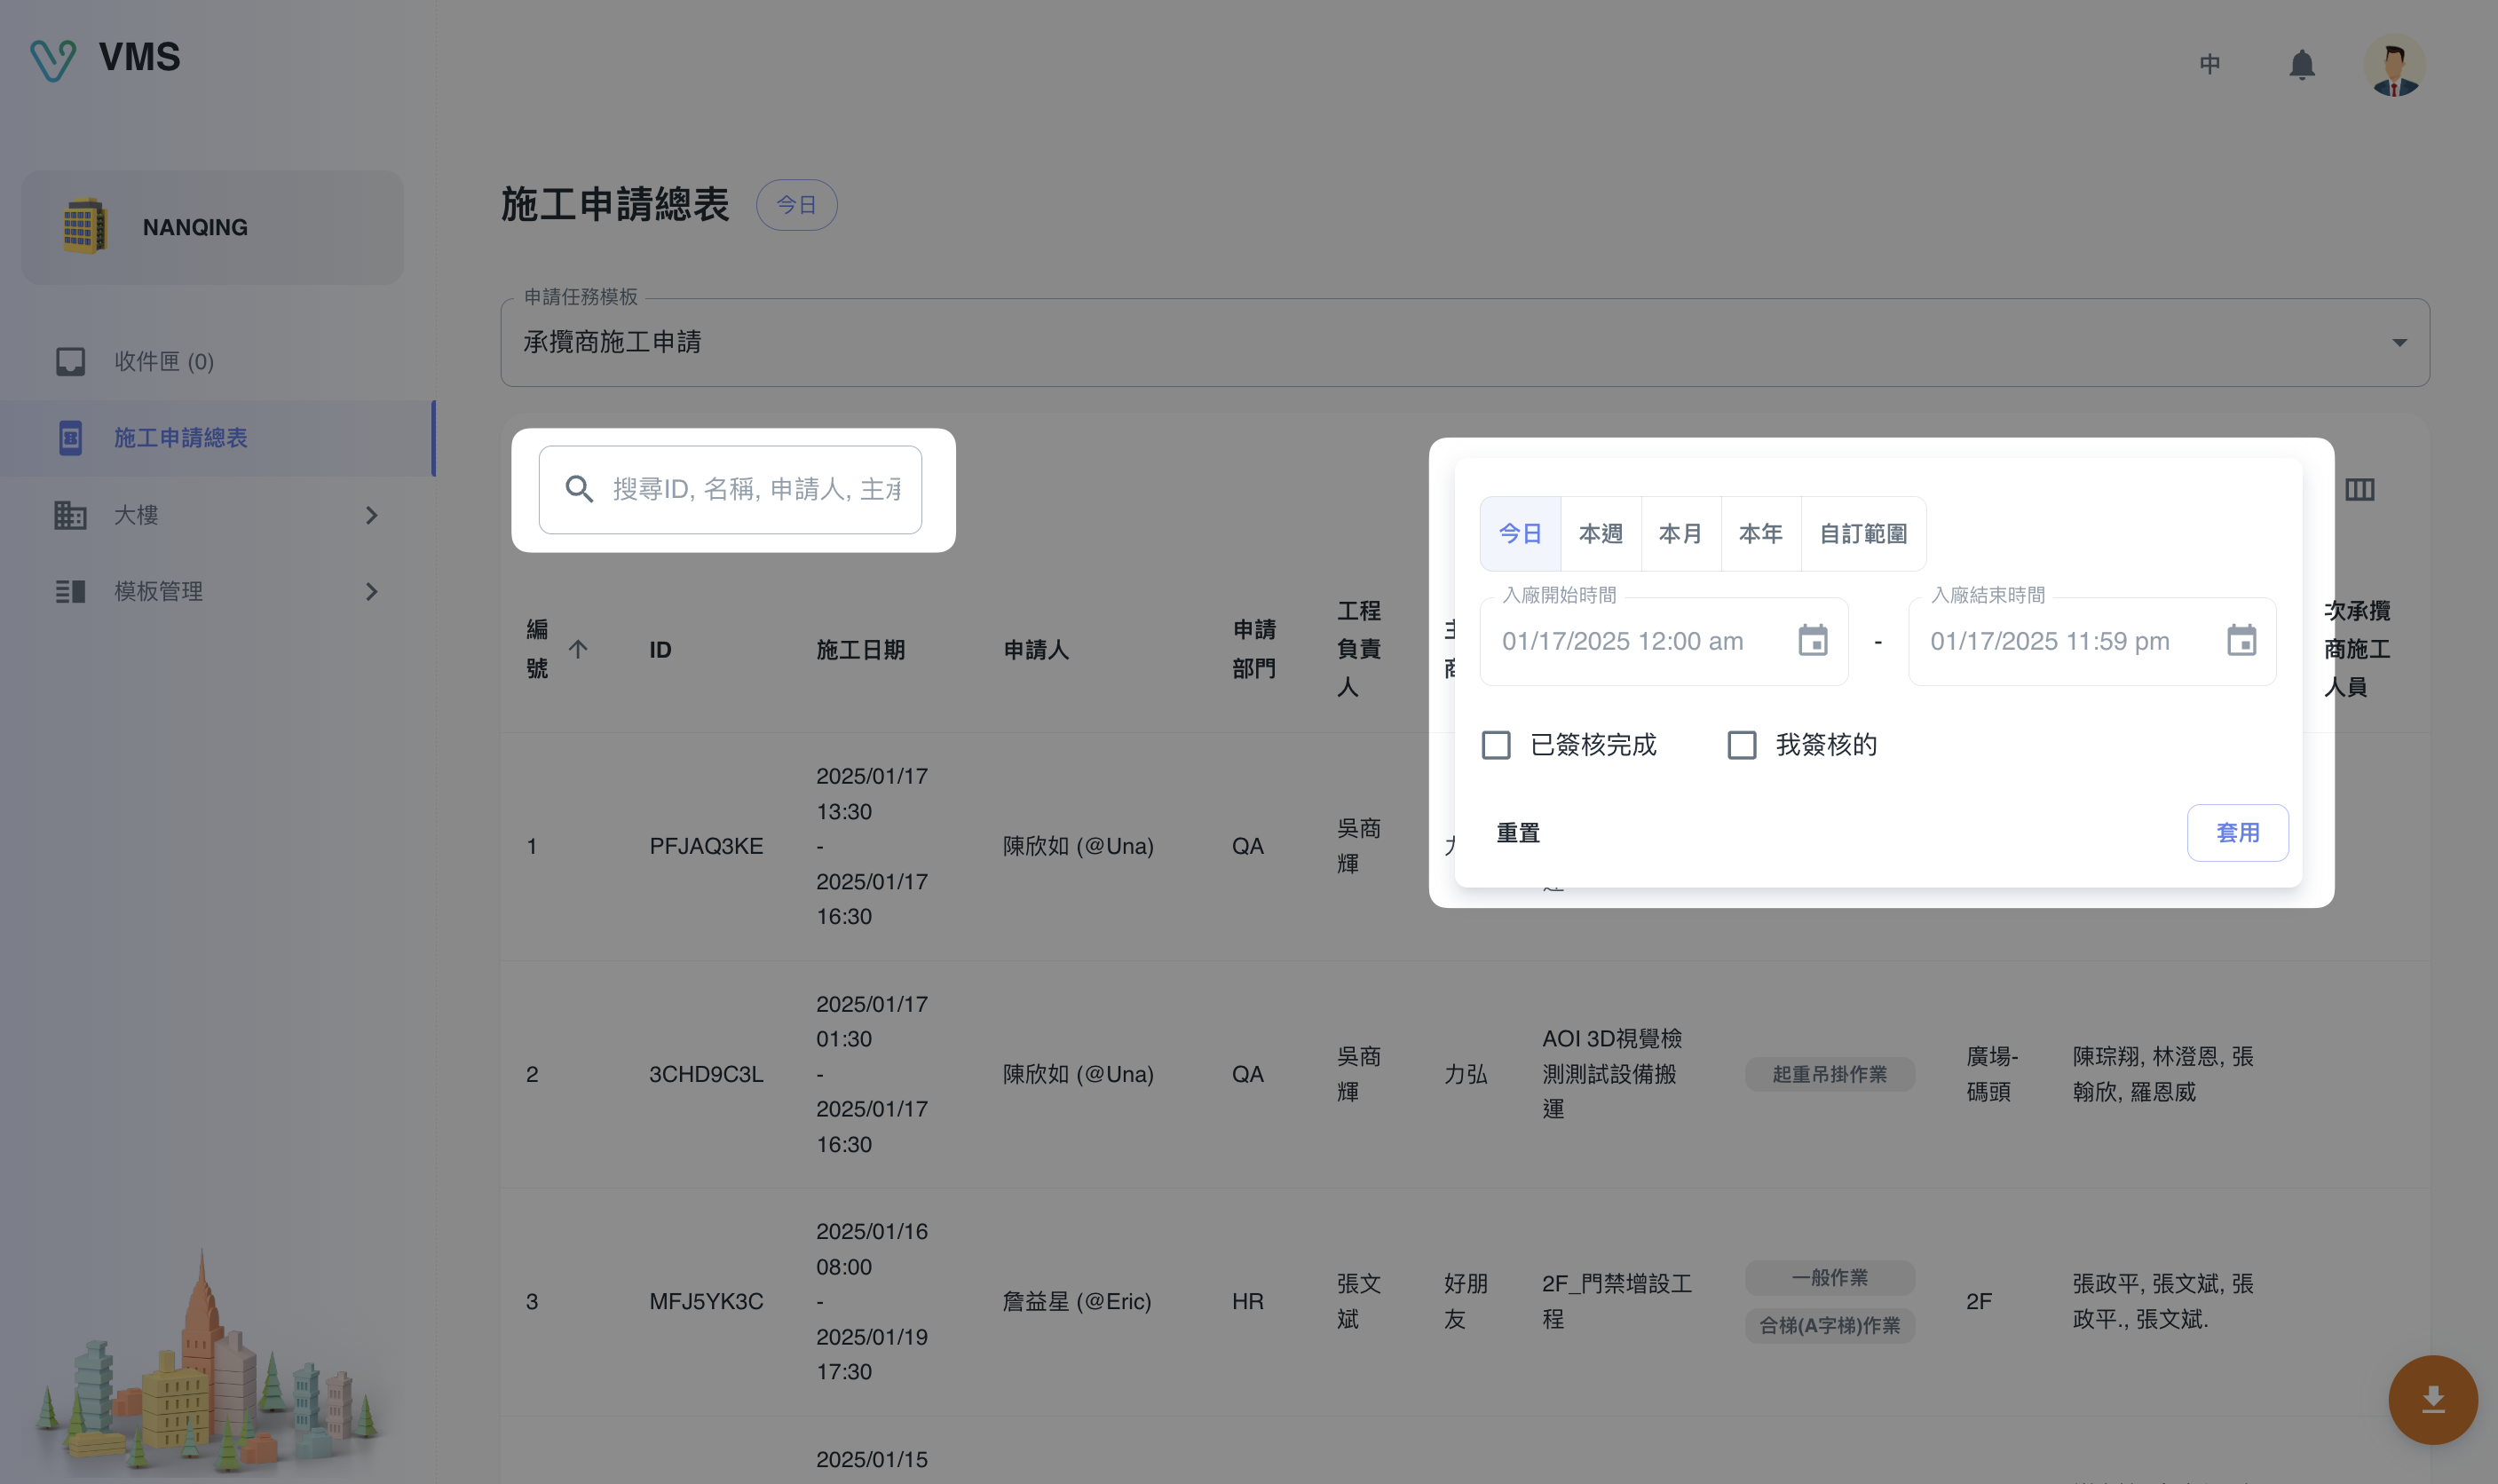 VMS
中
NANQING
收件匣 (0)
施工申請總表
大樓
模板管理
施工申請總表
今日
申請任務模板
承攬商施工申請
搜尋ID, 名稱, 申請人, 主承
今日
本週
本月
本年
自訂範圍
入廠開始時間
01/17/2025 12:00 am
-
入廠結束時間
01/17/2025 11:59 pm
已簽核完成
我簽核的
重置
套用
編
號
ID
施工日期
申請人
申請
部門
工程
負責
人
次承攬
商施工
人員
1
PFJAQ3KE
2025/01/17
13:30
-
2025/01/17
16:30
陳欣如 (@Una)
QA
吳商
輝
2
3CHD9C3L
2025/01/17
01:30
-
2025/01/17
16:30
陳欣如 (@Una)
QA
吳商
輝
力弘
AOI 3D視覺檢
測測試設備搬
運
起重吊掛作業
廣場-
碼頭
陳琮翔, 林澄恩, 張
翰欣, 羅恩威
3
MFJ5YK3C
2025/01/16
08:00
-
2025/01/19
17:30
詹益星 (@Eric)
HR
張文
斌
好朋
友
2F_門禁增設工
程
一般作業
合梯(A字梯)作業
2F
張政平, 張文斌, 張
政平., 張文斌.
2025/01/15